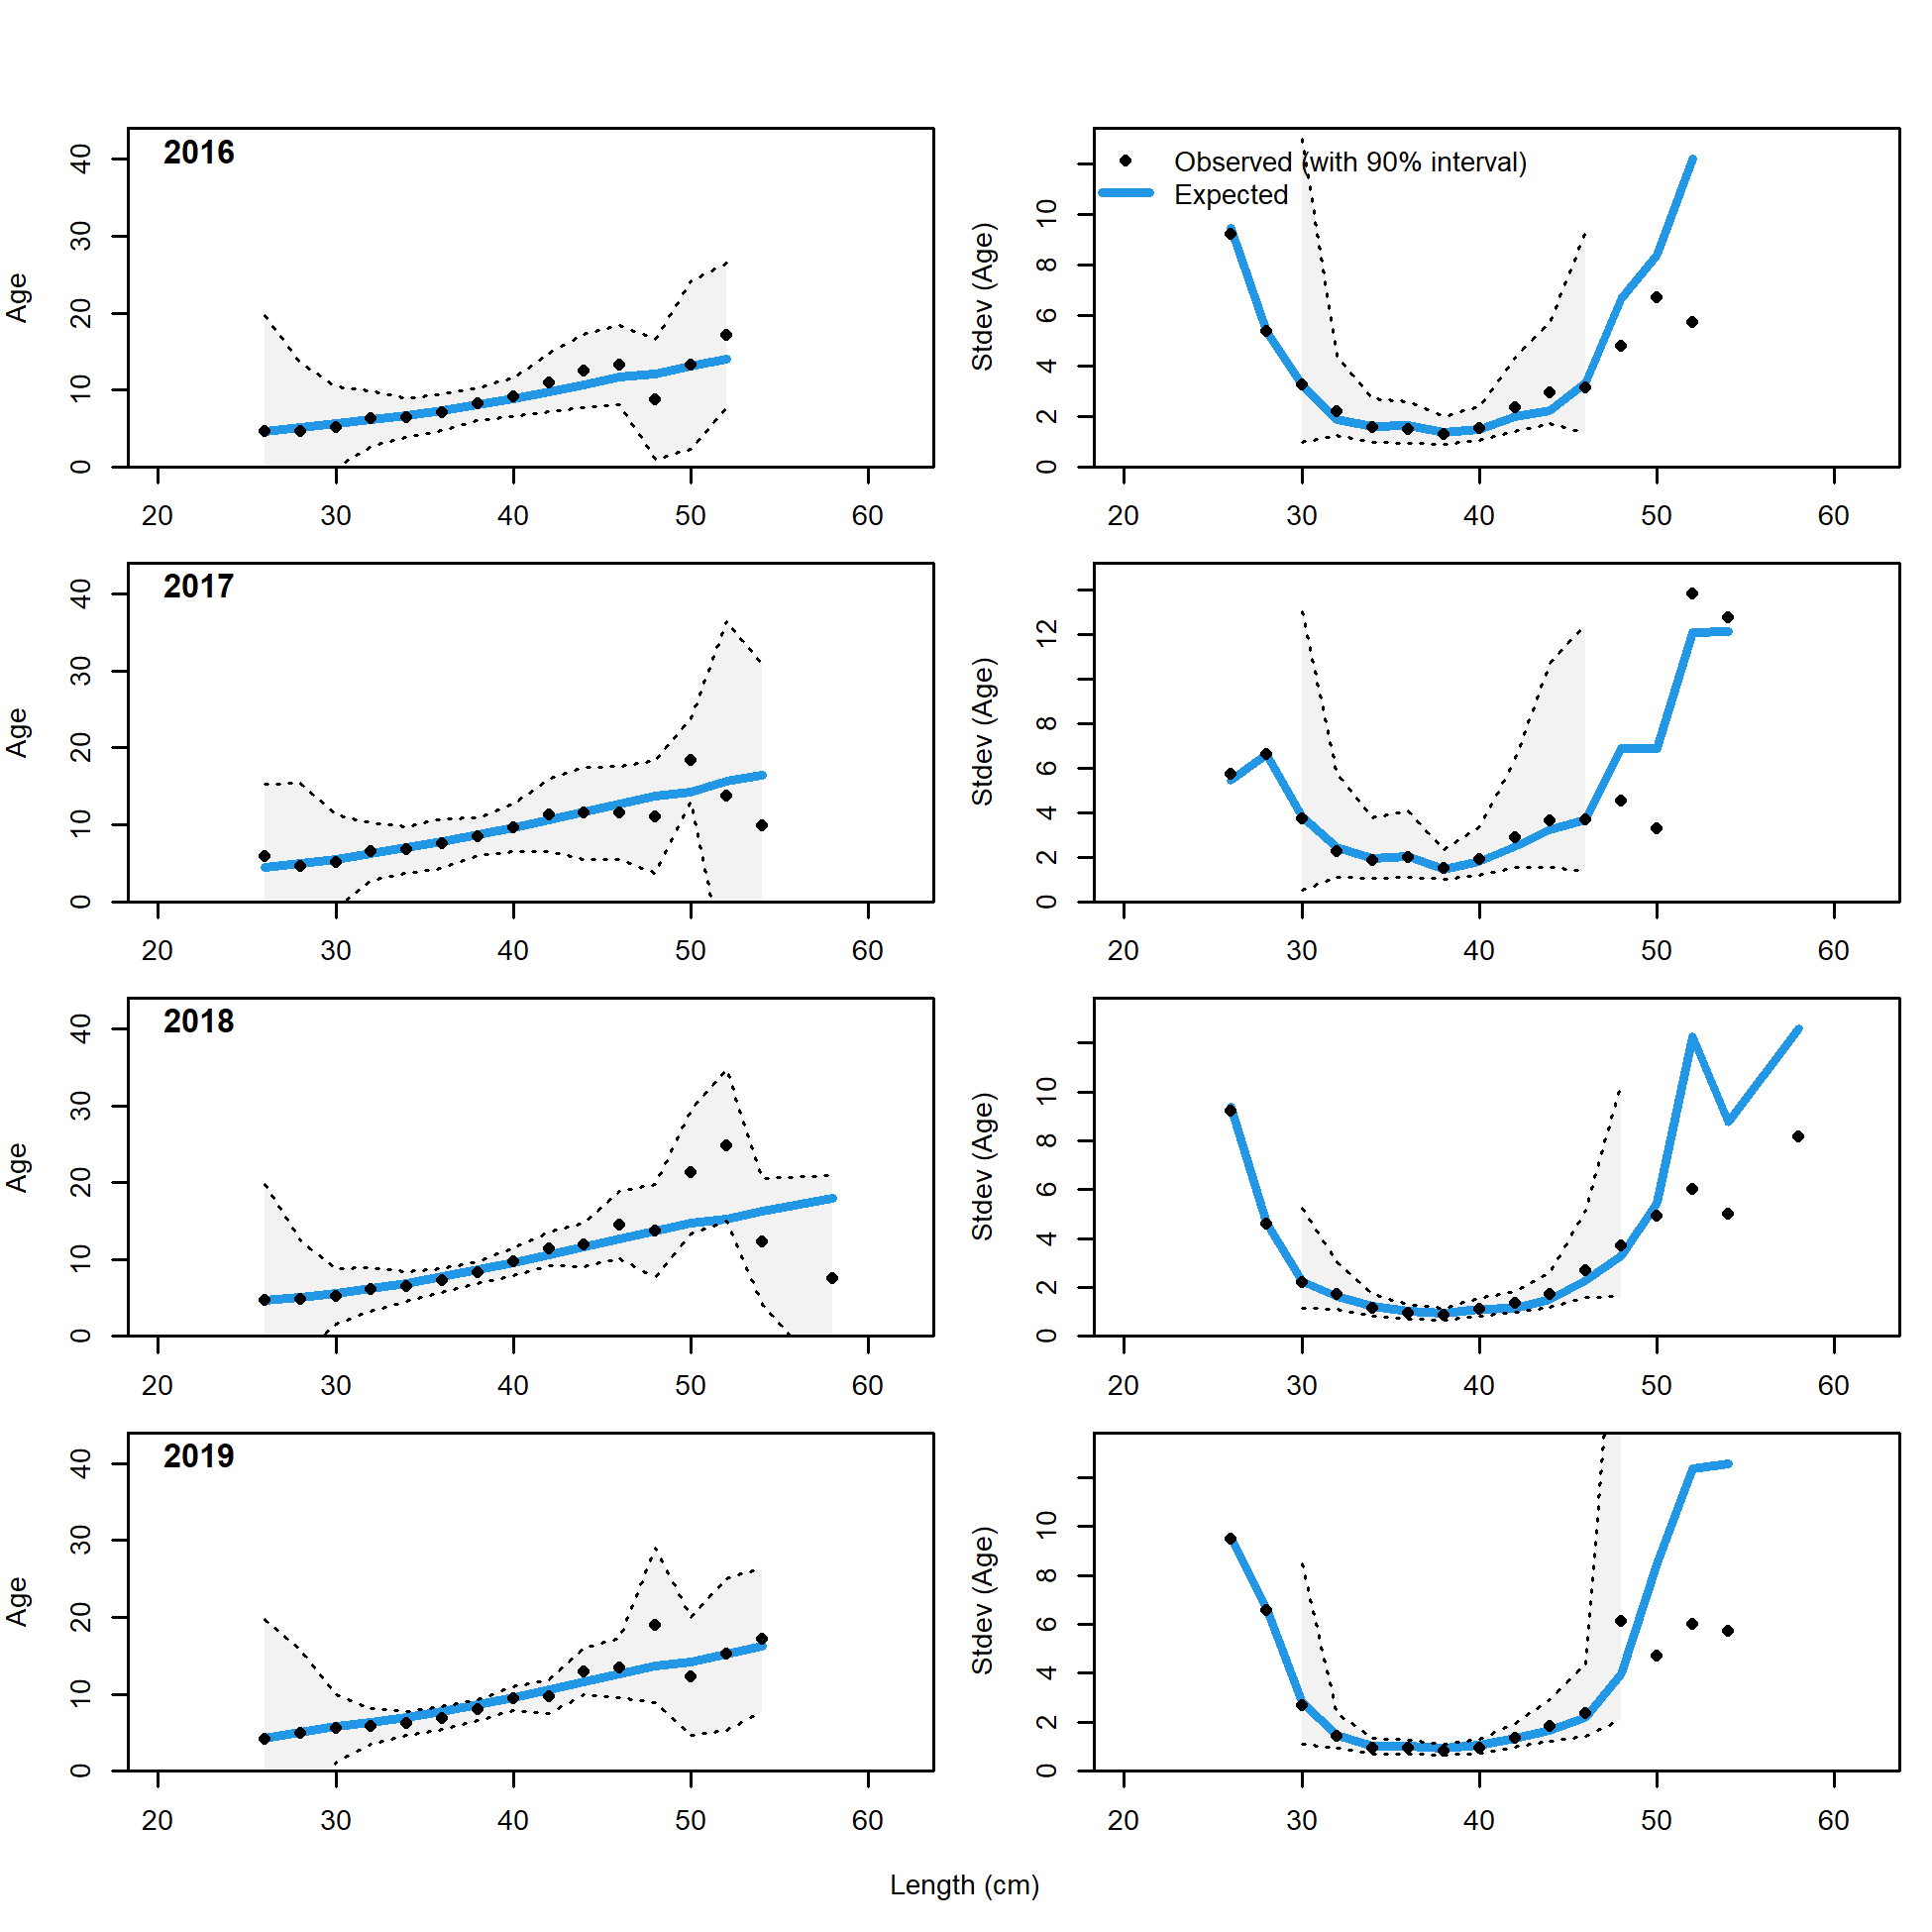 2016
Age
0 10 20 30 40
20 30 40 50 60
Observed (with 90% interval)
Expected
Stdev (Age)
0 2 4 6 8 10
20 30 40 50 60
2017
Age
0 10 20 30 40
20 30 40 50 60
Stdev (Age)
0 2 4 6 8 12
20 30 40 50 60
2018
Age
0 10 20 30 40
20 30 40 50 60
Stdev (Age)
0 2 4 6 8 10
20 30 40 50 60
2019
Age
0 10 20 30 40
20 30 40 50 60
Stdev (Age)
0 2 4 6 8 10
20 30 40 50 60
Length (cm)